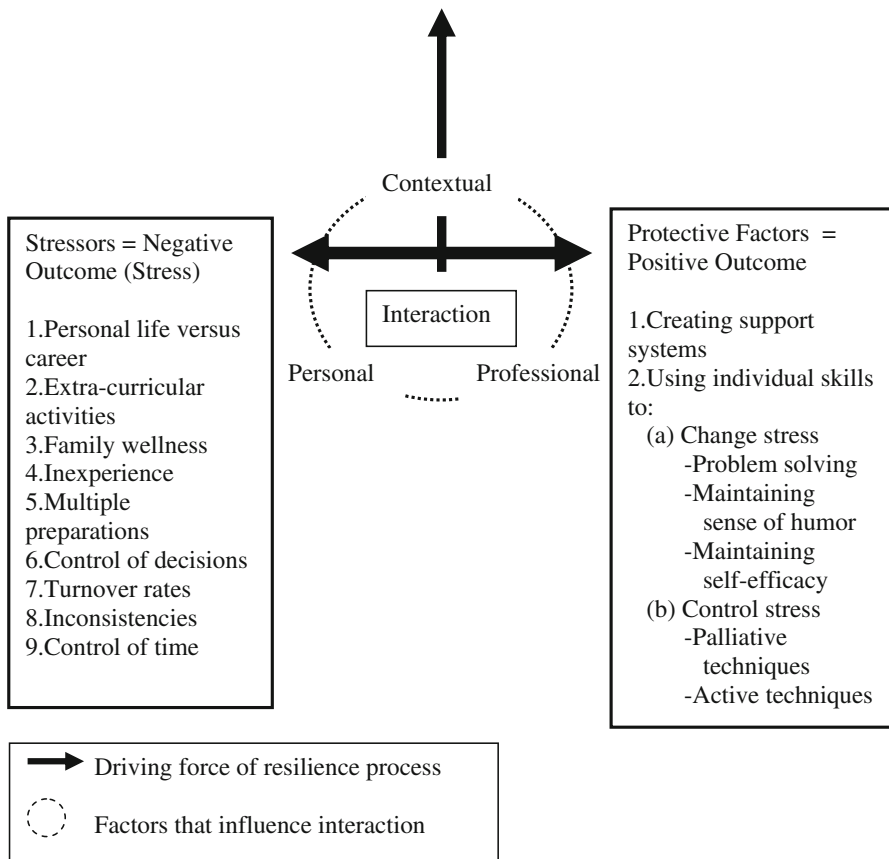 Contextual
Stressors = Negative
Outcome (Stress)
1.Personal life versus
career
2.Extra-curricular
activities
3.Family wellness
4.Inexperience
5.Multiple
preparations
6.Control of decisions
7.Turnover rates
8.Inconsistencies
9.Control of time
Interaction
Personal
Professional
Protective Factors =
Positive Outcome
1.Creating support
systems
2.Using individual skills
to:
(a) Change stress
-Problem solving
-Maintaining
sense of humor
-Maintaining
self-efficacy
(b) Control stress
-Palliative
techniques
-Active techniques
Driving force of resilience process
Factors that influence interaction